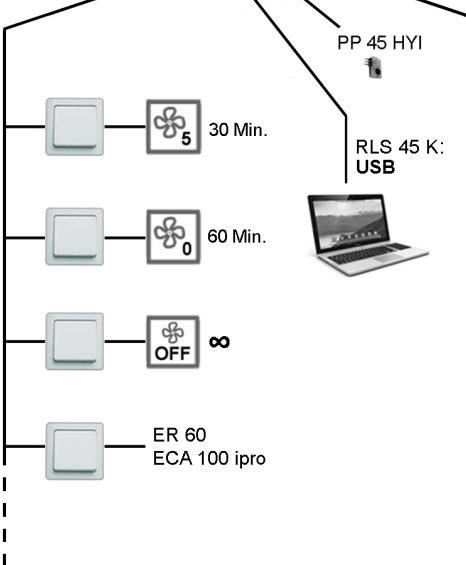 PP 45 HYI
5
30 Min.
RLS 45 K:
USB
0
60 Min.
OFF
∞
ER 60
ECA 100 ipro